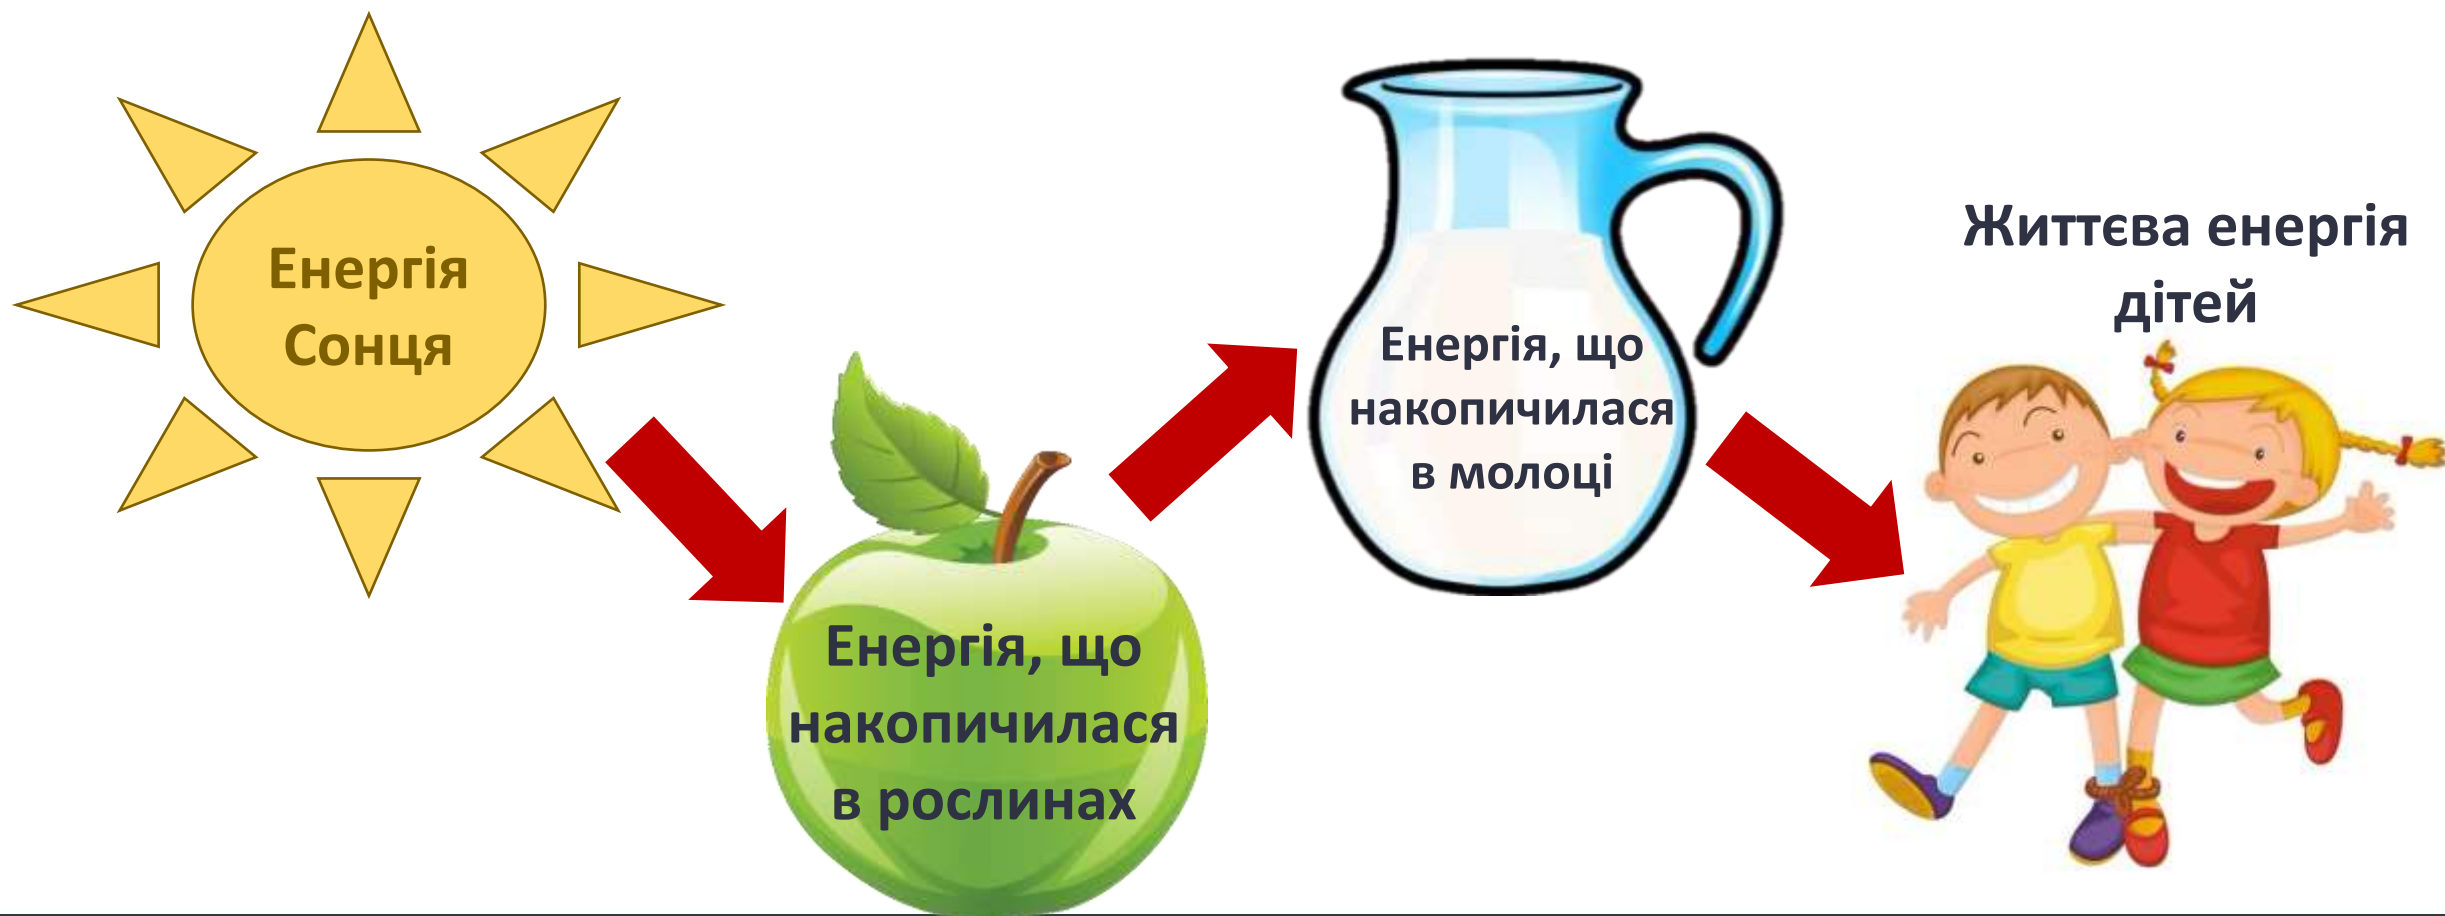 Енергія
Сонця
Енергія, що
накопичилася
в рослинах
Енергія, що
накопичилася
в молоці
Життєва енергія
дітей